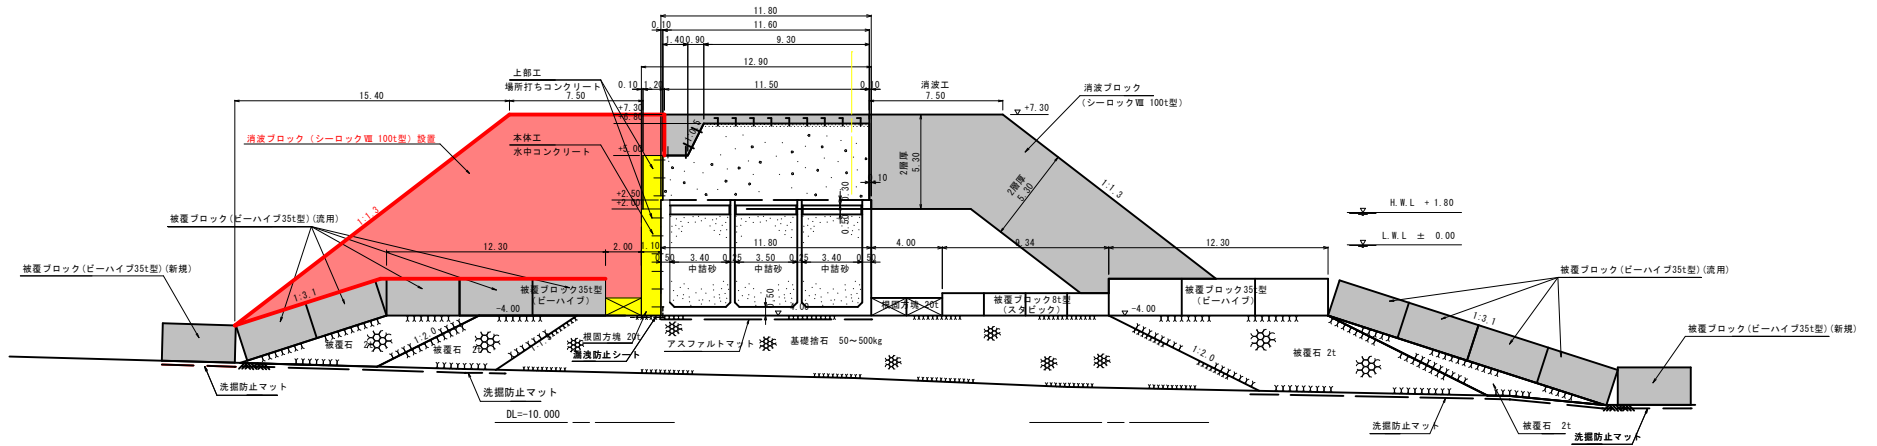 11.80
0.10
11.60
1.40
0.90
9.30
12.90
上部工
場所打ちコンクリート
0.10
1.20
11.50
0.10
消波工
15.40
7.50
7.50
消波ブロック
(シーロックⅧ 100t型)
+7.30
+6.80
+7.30
消波ブロック (シーロックⅧ 100t型) 設置
本体工
水中コンクリート
+5.00
2層厚
5.30
10
2層厚
5.30
1:1.3
1:1.3
+2.50
+2.00
0.30
0.50
H.W.L + 1.80
L.W.L ± 0.00
被覆ブロック(ビーハイブ35t型)(流用)
12.30
2.00
1.10
11.80
4.00
9.34
12.30
0.50
3.40
0.25
3.50
0.25
3.40
0.50
中詰砂
中詰砂
中詰砂
被覆ブロック(ビーハイブ35t型)(新規)
被覆ブロック(ビーハイブ35t型)(流用)
1:3.1
被覆ブロック35t型
(ビーハイブ)
-4.00
0.50
-4.00
根固方塊 20t
被覆ブロック8t型
(スタビック)
被覆ブロック35t型
(ビーハイブ)
-4.00
1:3.1
被覆ブロック(ビーハイブ35t型)(新規)
被覆石
1:2.0
被覆石
根固方塊 20t
漏洩防止シート
アスファルトマット
基礎捨石 50～500kg
1:2.0
被覆石 2t
洗掘防止マット
洗掘防止マット
DL=-10.000
洗掘防止マット
被覆石 2t
洗掘防止マット